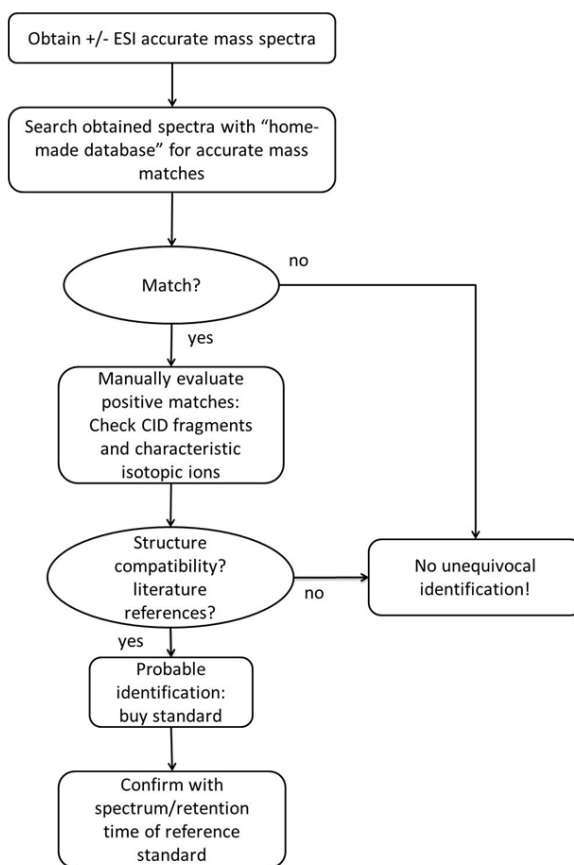 Obtain +/- ESI accurate mass spectra
Search obtained spectra with “home-
made database” for accurate mass
matches
no
Match?
yes
Manually evaluate
positive matches:
Check CID fragments
and characteristic
isotopic ions
Structure
compatibility?
literature
references?
no
No unequivocal
identification!
yes
Probable
identification:
buy standard
Confirm with
spectrum/retention
time of reference
standard